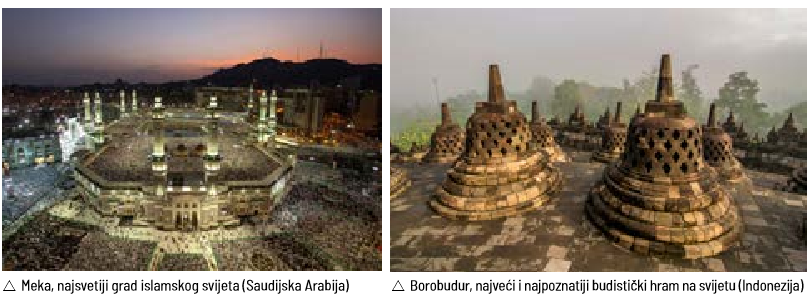 △ Meka, najsvetiji grad islamskog svijeta (Saudijska Arabija)
△ Borobudur, najveći i najpoznatiji budistički hram na svijetu (Indonezija)